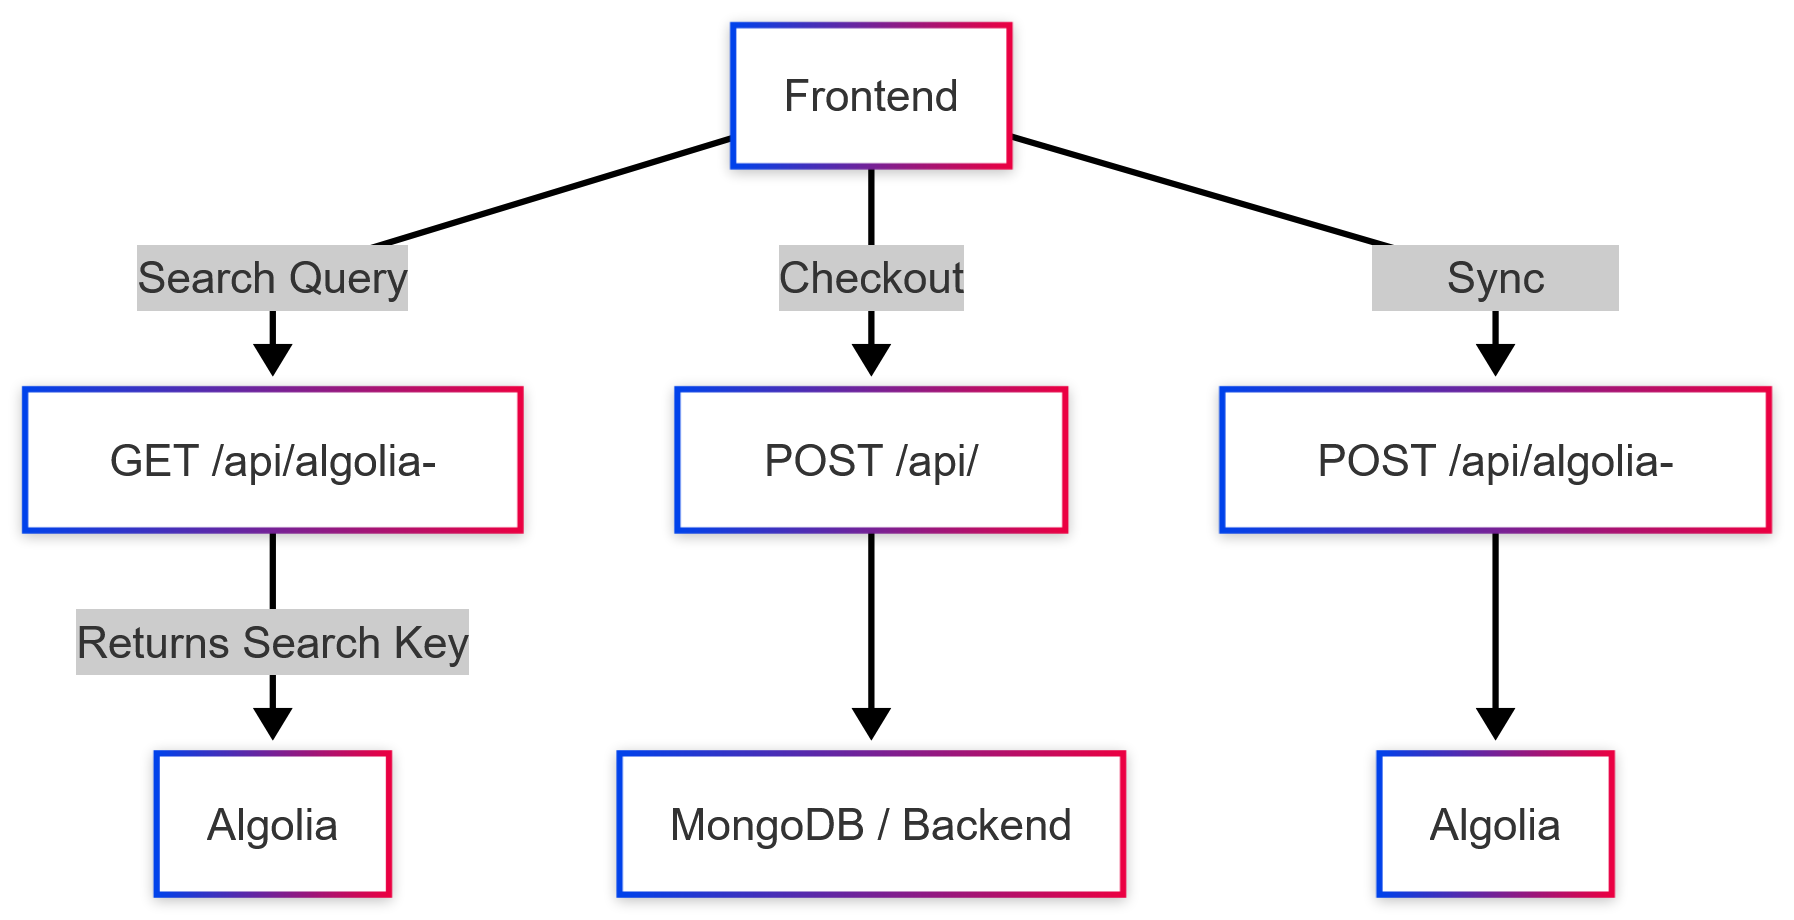 Frontend
Search Query
Checkout
Sync
GET /api/algolia-
POST /api/
POST /api/algolia-
Returns Search Key
Algolia
MongoDB / Backend
Algolia